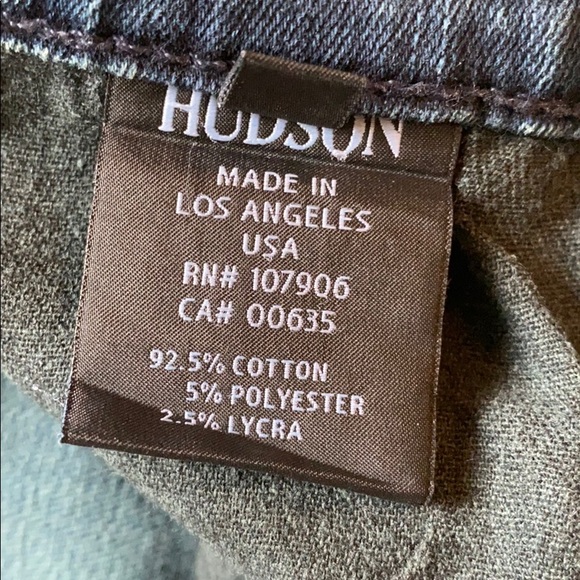 HUDSON
MADE IN
LOS ANGELES
USA
RN# 107906
CA# 00635
92.5% COTTON
5% POLYESTER
2.5% LYCRA